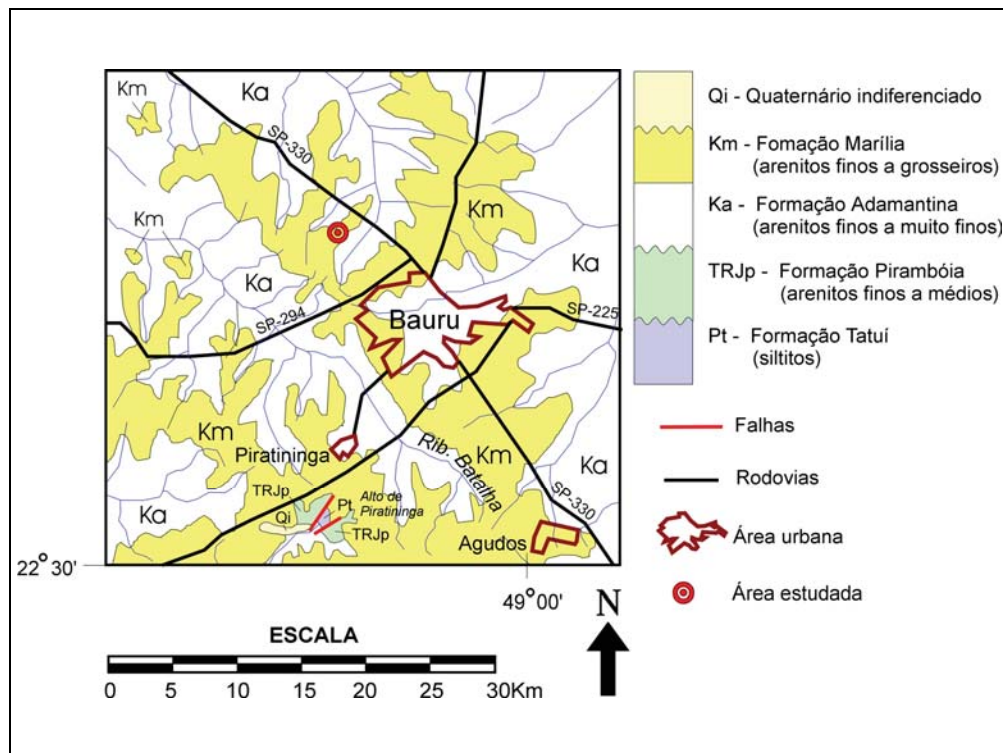 Km
Ka
Ka
SP-330
Km
Km
Ka
Ka
SP-294
Bauru
SP-225
Km
Piratininga
Rib. Batalha
Km
Ka
SP-330
Ka
TRJp
Pt
Alto de
Piratininga
Qi
TRJp
Agudos
22° 30'
49° 00'
N
ESCALA
0 5 10 15 20 25 30Km
Qi - Quaternário indiferenciado
Km - Fomação Marília
(arenitos finos a grosseiros)
Ka - Formação Adamantina
(arenitos finos a muito finos)
TRJp - Formação Pirambóia
(arenitos finos a médios)
Pt - Formação Tatuí
(siltitos)
Falhas
Rodovias
Área urbana
Área estudada